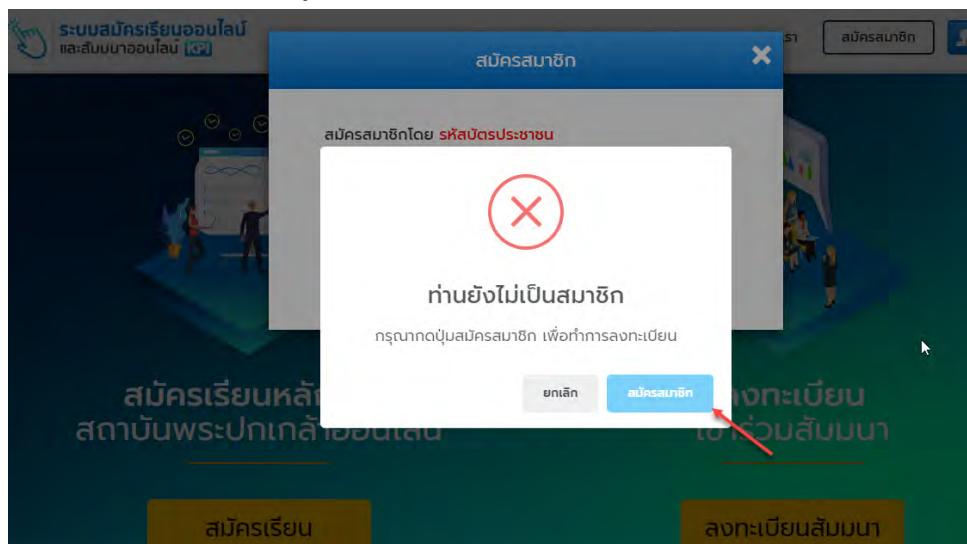 ระบบสมัครเรียนออนไลน์
และสัมมนาออนไลน์ KPI
รา
สมัครสมาชิก
สมัครสมาชิก
สมัครสมาชิกโดย รหัสบัตรประชาชน
ท่านยังไม่เป็นสมาชิก
กรุณากดปุ่มสมัครสมาชิก เพื่อทำการลงทะเบียน
ยกเลิก
สมัครสมาชิก
สมัครเรียนหลั
สถาบันพระปกเกล้าออนไลน์
ลงทะเบียน
เข้าร่วมสัมมนา
สมัครเรียน
ลงทะเบียนสัมมนา